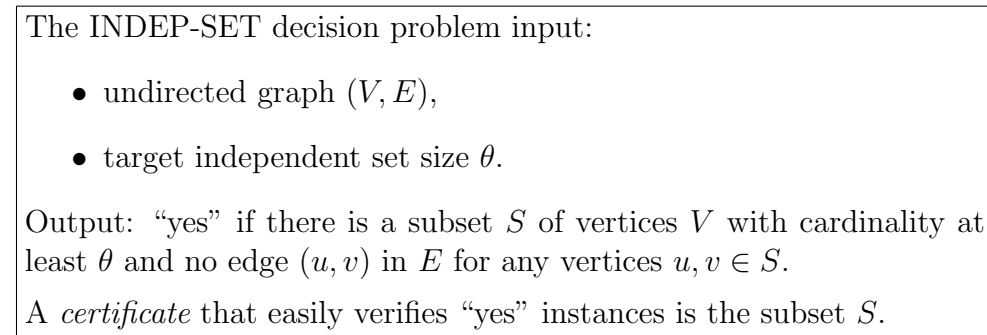 The INDEP-SET decision problem input:
• undirected graph (V, E),
• target independent set size θ.
Output: “yes” if there is a subset S of vertices V with cardinality at
least θ and no edge (u, v) in E for any vertices u, v ∈ S.
A certificate that easily verifies “yes” instances is the subset S.